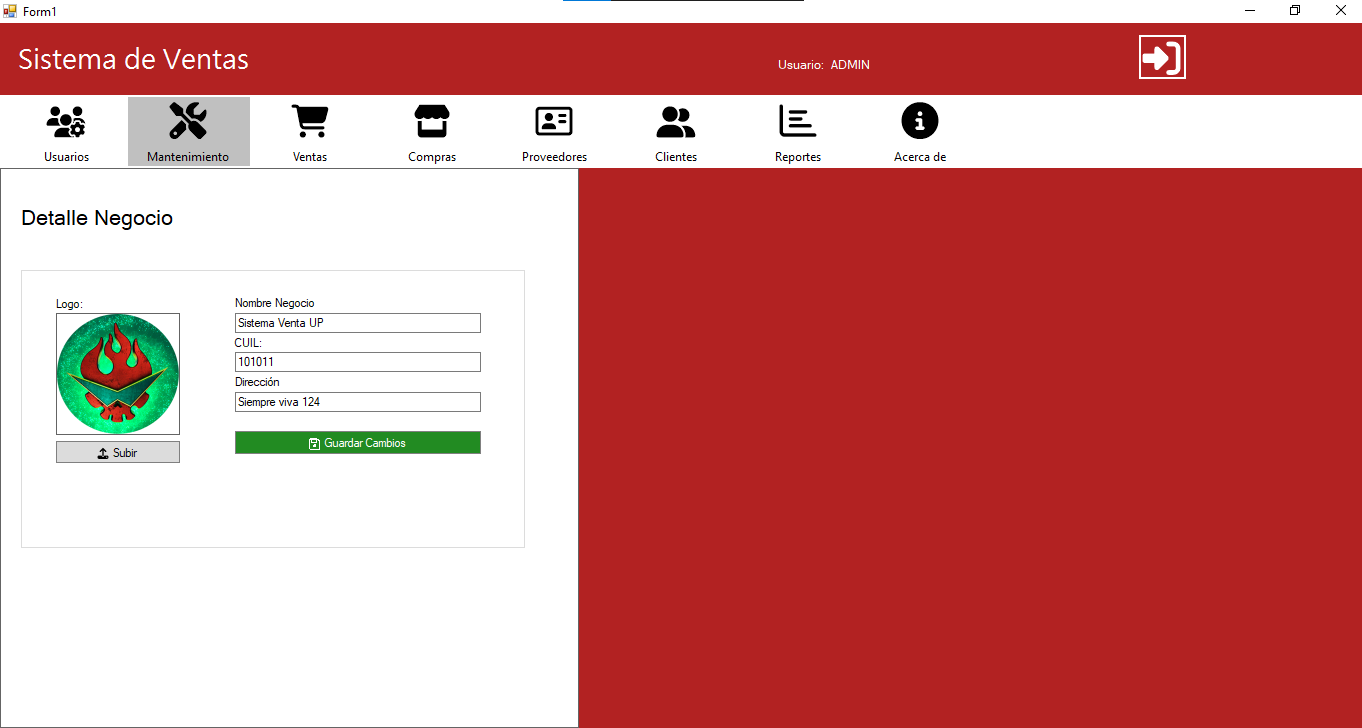 Form1
Sistema de Ventas
Usuario: ADMIN
Usuarios
Mantenimiento
Ventas
Compras
Proveedores
Clientes
Reportes
Acerca de
Detalle Negocio
Logo:
Subir
Nombre Negocio
Sistema Venta UP
CUIL:
101011
Dirección
Siempre viva 124
Guardar Cambios